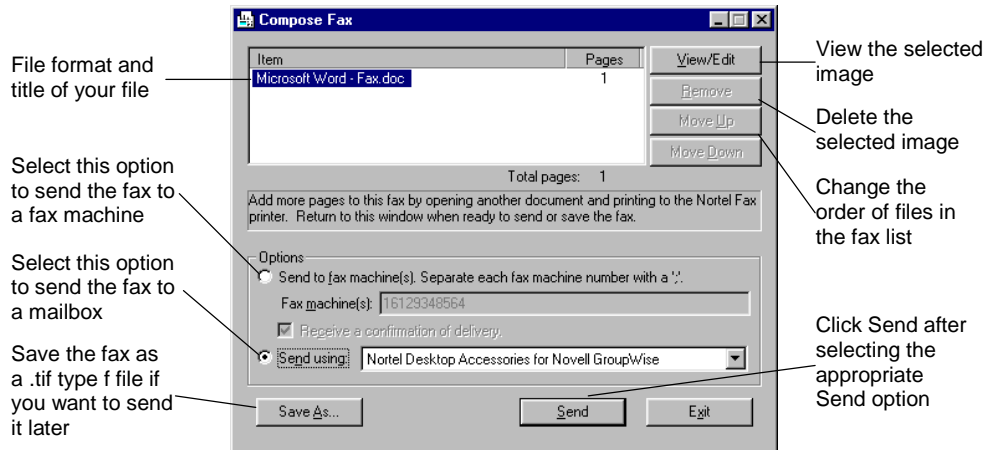 Compose Fax
File format and
title of your file
Item Pages
Microsoft Word - Fax.doc 1
View/Edit
Remove
Move Up
Move Down
View the selected
image
Delete the
selected image
Change the
order of files in
the fax list
Total pages: 1
Add more pages to this fax by opening another document and printing to the Nortel Fax
printer. Return to this window when ready to send or save the fax.
Select this option
to send the fax to
a fax machine
Options
Send to fax machine(s). Separate each fax machine number with a ';'.
Fax machine(s): 16129348564
Receive a confirmation of delivery.
Select this option
to send the fax to
a mailbox
Send using: Nortel Desktop Accessories for Novell GroupWise
Save the fax as
a .tif type f file if
you want to send
it later
Save As...
Send
Exit
Click Send after
selecting the
appropriate
Send option